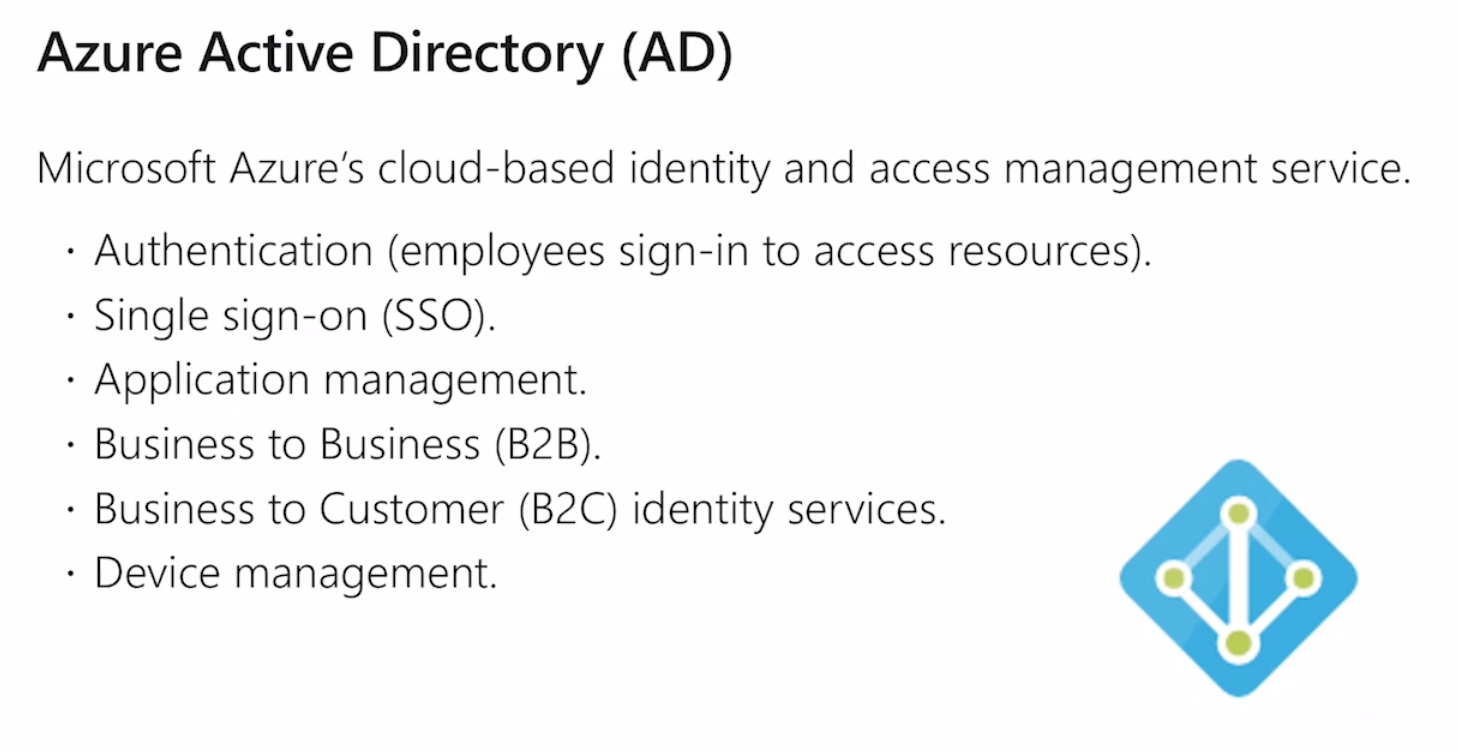 Azure Active Directory (AD)
Microsoft Azure’s cloud-based identity and access management service.
· Authentication (employees sign-in to access resources).
· Single sign-on (SSO).
· Application management.
· Business to Business (B2B).
· Business to Customer (B2C) identity services.
· Device management.